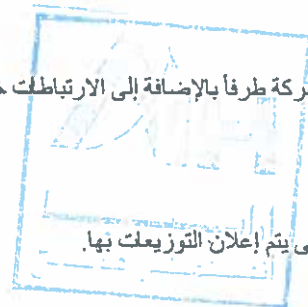 ركة طرفاً بالإضافة إلى الارتباطات
يتم إعلان التوزيعات بها.